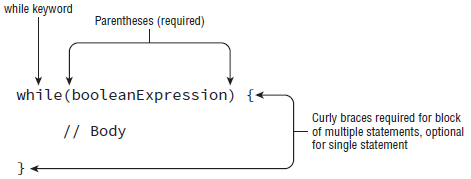 while keyword
Parentheses (required)
while(booleanExpression) {
// Body
Curly braces required for block
of multiple statements, optional
for single statement
}